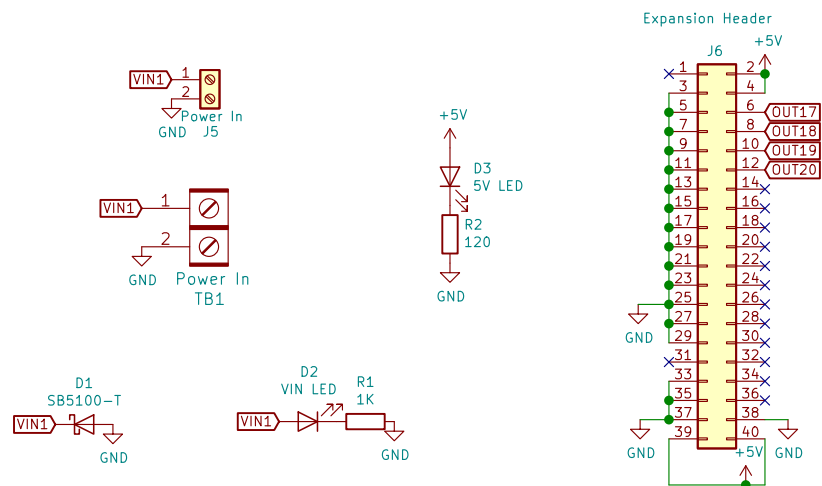 Expansion Header
J6
+5V
VIN1
1
2
GND
Power In
J5
VIN1
1
2
GND
Power In
TB1
+5V
D3
5V LED
R2
120
GND
1 2
3 4
5 6 OUT17
7 8 OUT18
9 10 OUT19
11 12 OUT20
13 14
15 16
17 18
19 20
21 22
23 24
25 26
GND
27 28
29 30
31 32
33 34
35 36
37 38
39 40
GND
GND
+5V
D1
SB5100-T
VIN1
GND
D2
VIN LED
VIN1
R1
1K
GND